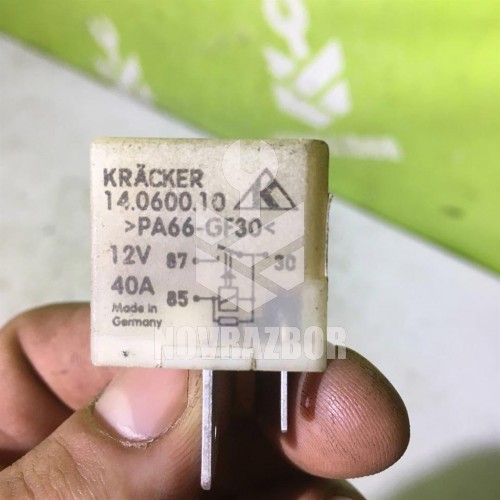 KRÄCKER
14.0600.10
>PA66-GF30<
12V
40A
87
30
85
Made in
Germany
NOVRAZBOR